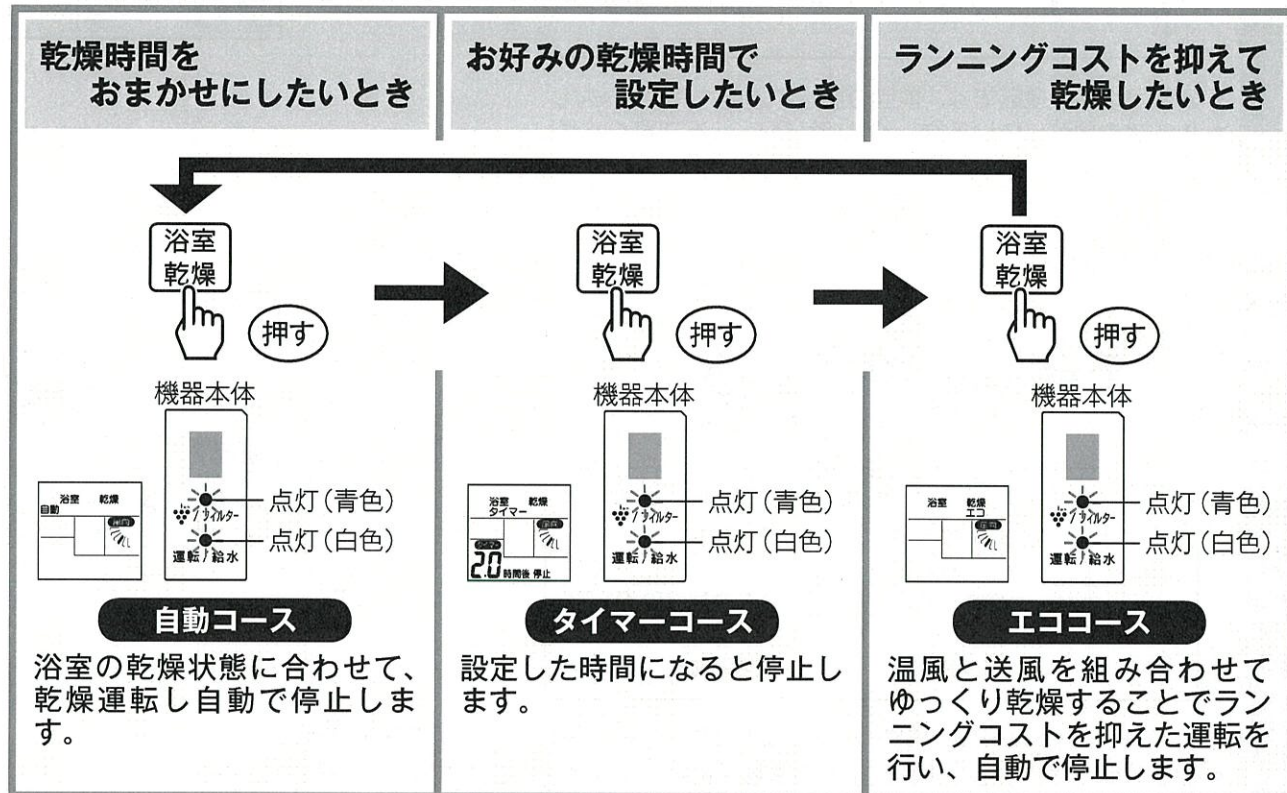 乾燥時間を
おまかせにしたいとき
浴室
乾燥
押す
機器本体
浴室 乾燥
自動
点灯(青色)
点灯(白色)
運転 給水
自動コース
浴室の乾燥状態に合わせて、
乾燥運転し自動で停止しま
す。
お好みの乾燥時間で
設定したいとき
浴室
乾燥
押す
機器本体
浴室 乾燥
タイマー
タイマー
2.0時間後 停止
点灯(青色)
点灯(白色)
運転 給水
タイマーコース
設定した時間になると停止し
ます。
ランニングコストを抑えて
乾燥したいとき
浴室
乾燥
押す
機器本体
浴室 乾燥
エコ
点灯(青色)
点灯(白色)
運転 給水
エココース
温風と送風を組み合わせて
ゆっくり乾燥することでラン
ニングコストを抑えた運転を
行い、自動で停止します。